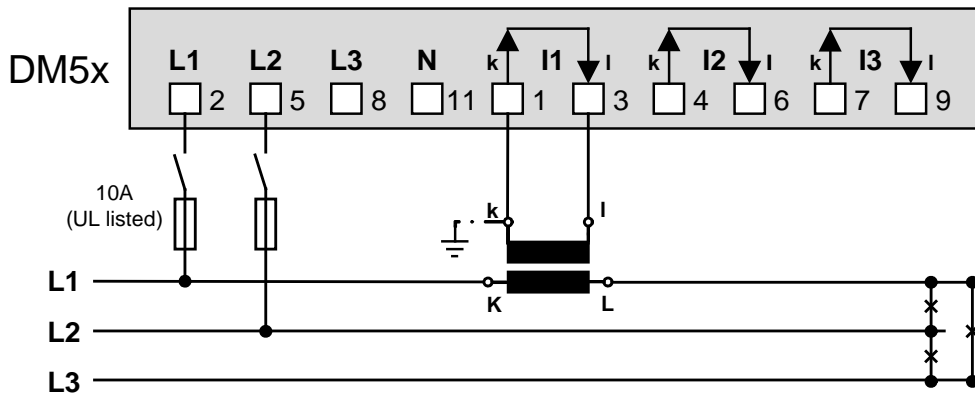 DM5x
L1 L2 L3 N I1 I2 I3
k l k l k l
2 5 8 11 1 3 4 6 7 9
10A
(UL listed)
k l
L1
K L
L2
L3